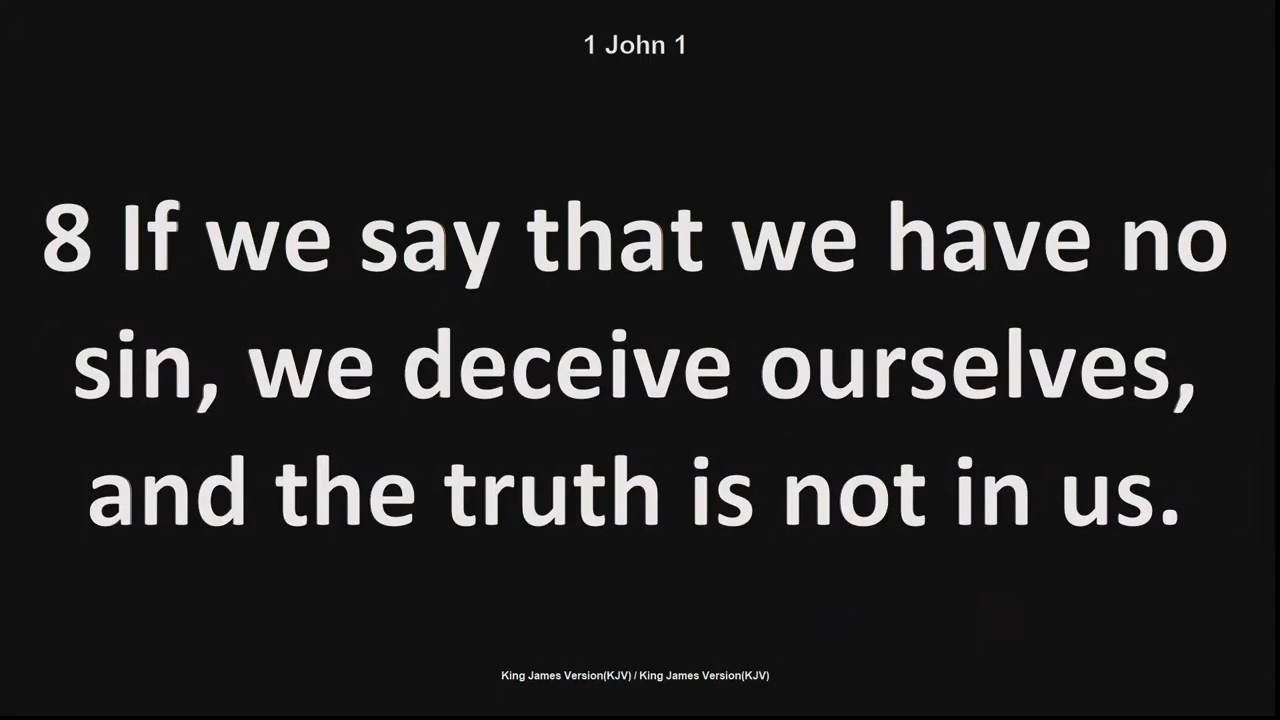 1 John 1
8 If we say that we have no
sin, we deceive ourselves,
and the truth is not in us.
King James Version(KJV) / King James Version(KJV)